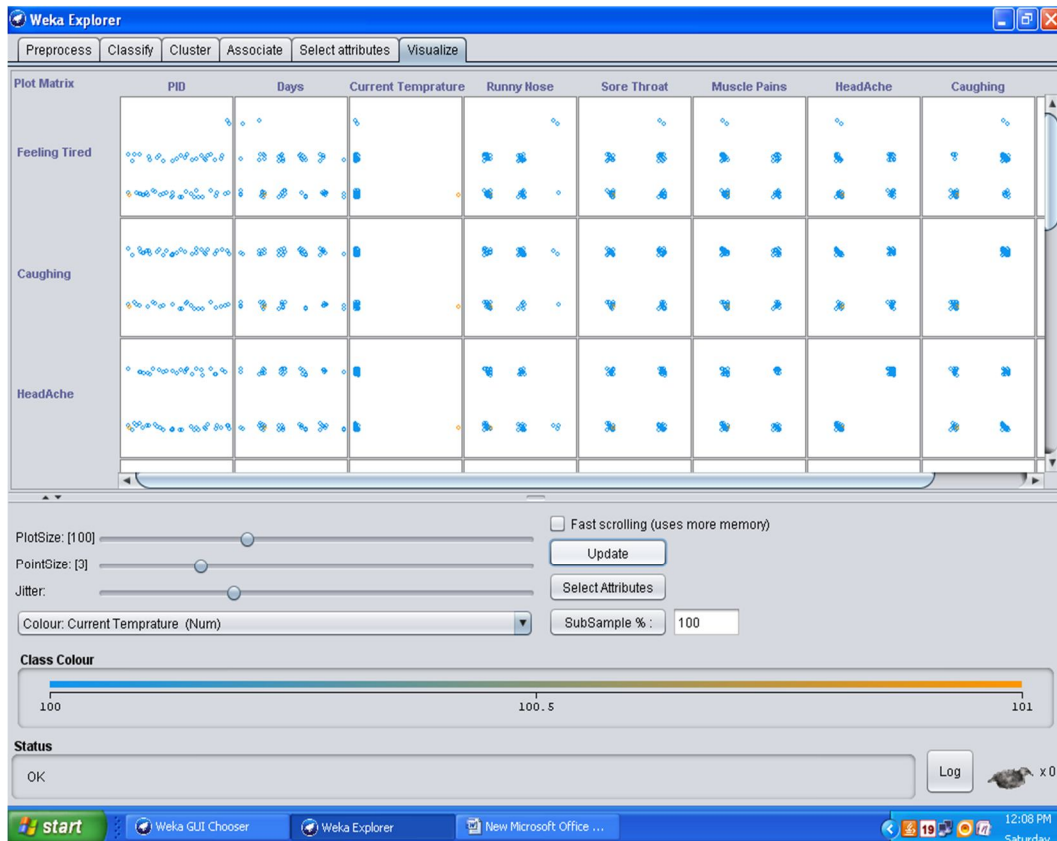 Weka Explorer
Preprocess Classify Cluster Associate Select attributes Visualize
Plot Matrix PID Days Current Temprature Runny Nose Sore Throat Muscle Pains HeadAche Caughing
Feeling Tired
Caughing
HeadAche
PlotSize: [100]
PointSize: [3]
Jitter:
Fast scrolling (uses more memory)
Update
Select Attributes
Colour: Current Temprature (Num)
SubSample % : 100
Class Colour
100 100.5 101
Status
OK
Log
x 0
start Weka GUI Chooser Weka Explorer New Microsoft Office ... 19 12:08 PM
Saturday